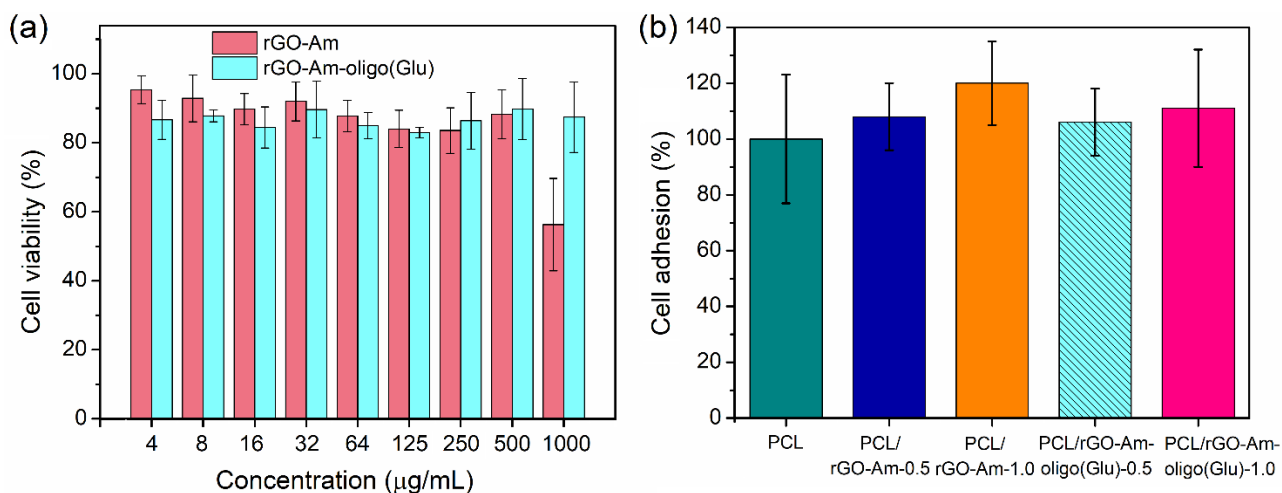 (a)
rGO-Am
rGO-Am-oligo(Glu)
Cell viability (%)
100
80
60
40
20
0
4 8 16 32 64 125 250 500 1000
Concentration (μg/mL)
(b)
Cell adhesion (%)
140
120
100
80
60
40
20
0
PCL
PCL/
rGO-Am-0.5
PCL/
rGO-Am-1.0
PCL/rGO-Am-
oligo(Glu)-0.5
PCL/rGO-Am-
oligo(Glu)-1.0